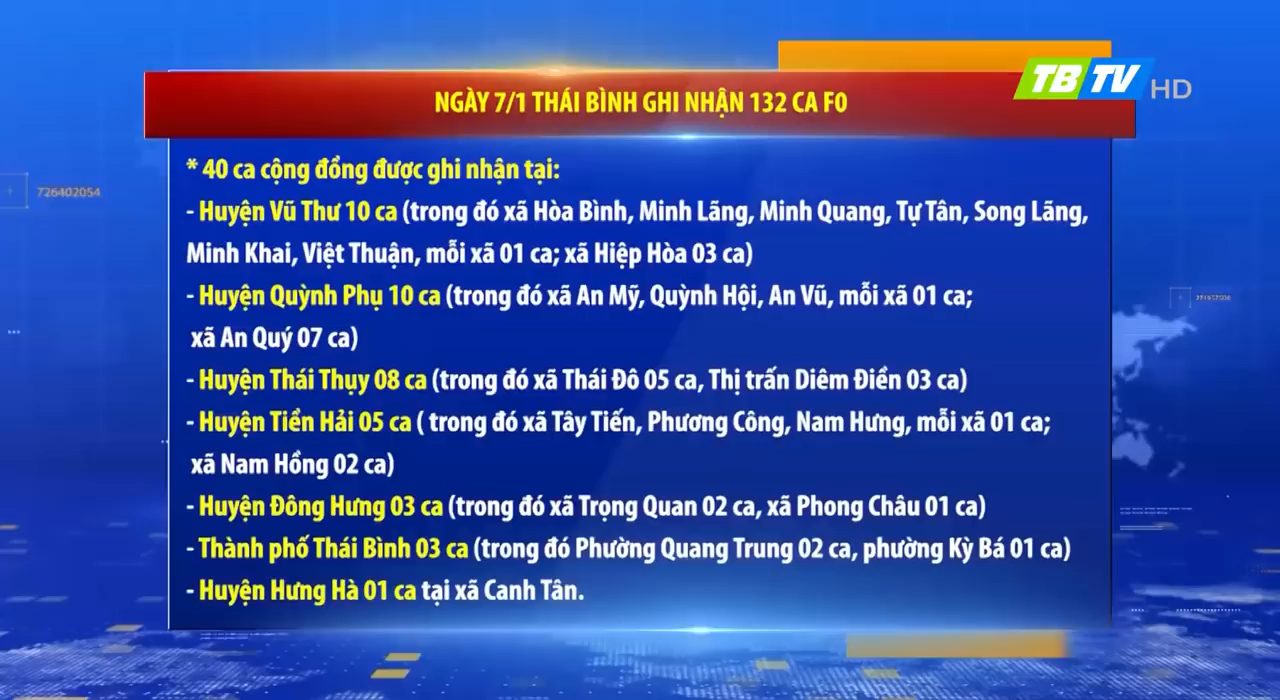 TBTV HD
NGÀY 7/1 THÁI BÌNH GHI NHẬN 132 CA F0
* 40 ca cộng đồng được ghi nhận tại:
726402054
- Huyện Vũ Thư 10 ca (trong đó xã Hòa Bình, Minh Lãng, Minh Quang, Tự Tân, Song Lãng,
Minh Khai, Việt Thuận, mỗi xã 01 ca; xã Hiệp Hòa 03 ca)
- Huyện Quỳnh Phụ 10 ca (trong đó xã An Mỹ, Quỳnh Hội, An Vũ, mỗi xã 01 ca;
xã An Quý 07 ca)
- Huyện Thái Thụy 08 ca (trong đó xã Thái Đô 05 ca, Thị trấn Diêm Điền 03 ca)
- Huyện Tiền Hải 05 ca ( trong đó xã Tây Tiến, Phương Công, Nam Hưng, mỗi xã 01 ca;
xã Nam Hồng 02 ca)
- Huyện Đông Hưng 03 ca (trong đó xã Trọng Quan 02 ca, xã Phong Châu 01 ca)
- Thành phố Thái Bình 03 ca (trong đó Phường Quang Trung 02 ca, phường Kỳ Bá 01 ca)
- Huyện Hưng Hà 01 ca tại xã Canh Tân.